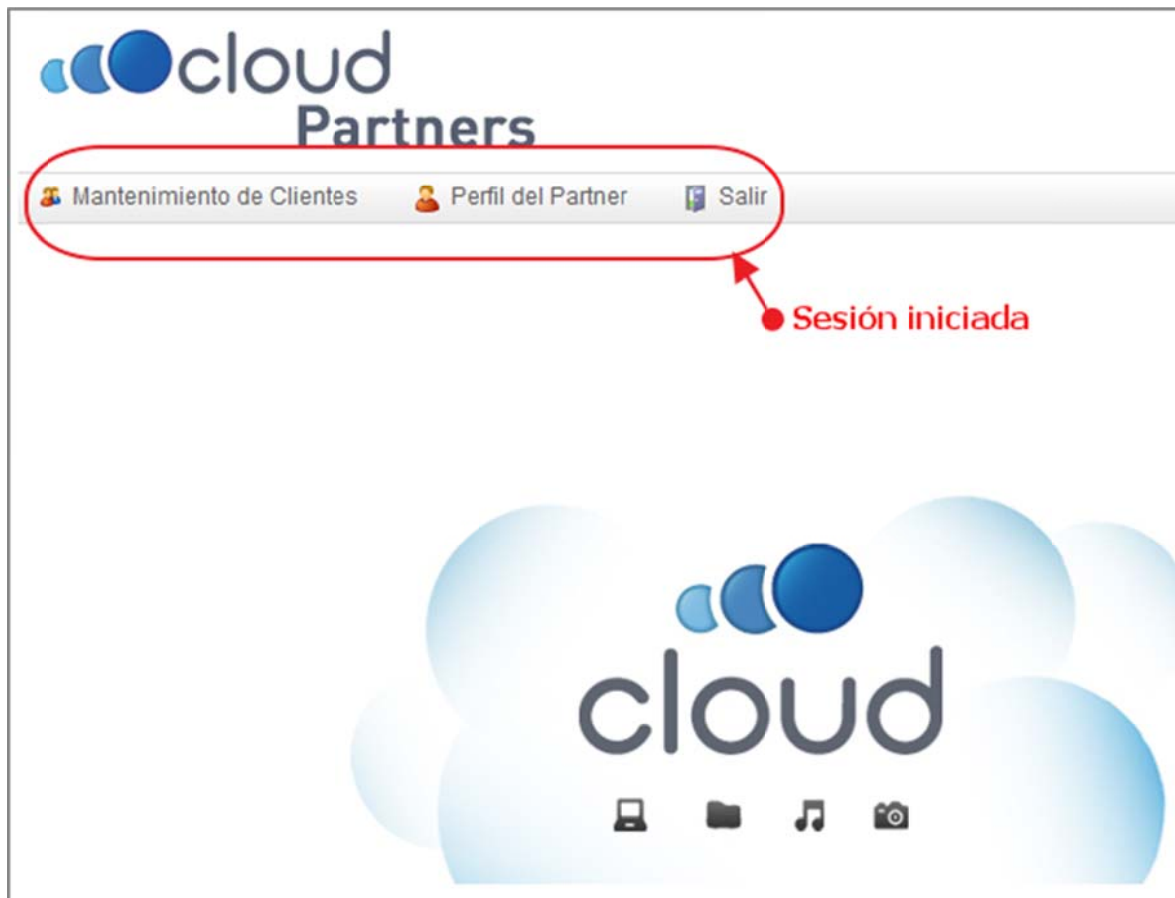 cloud
Partners
Mantenimiento de Clientes Perfil del Partner Salir
Sesión iniciada
cloud